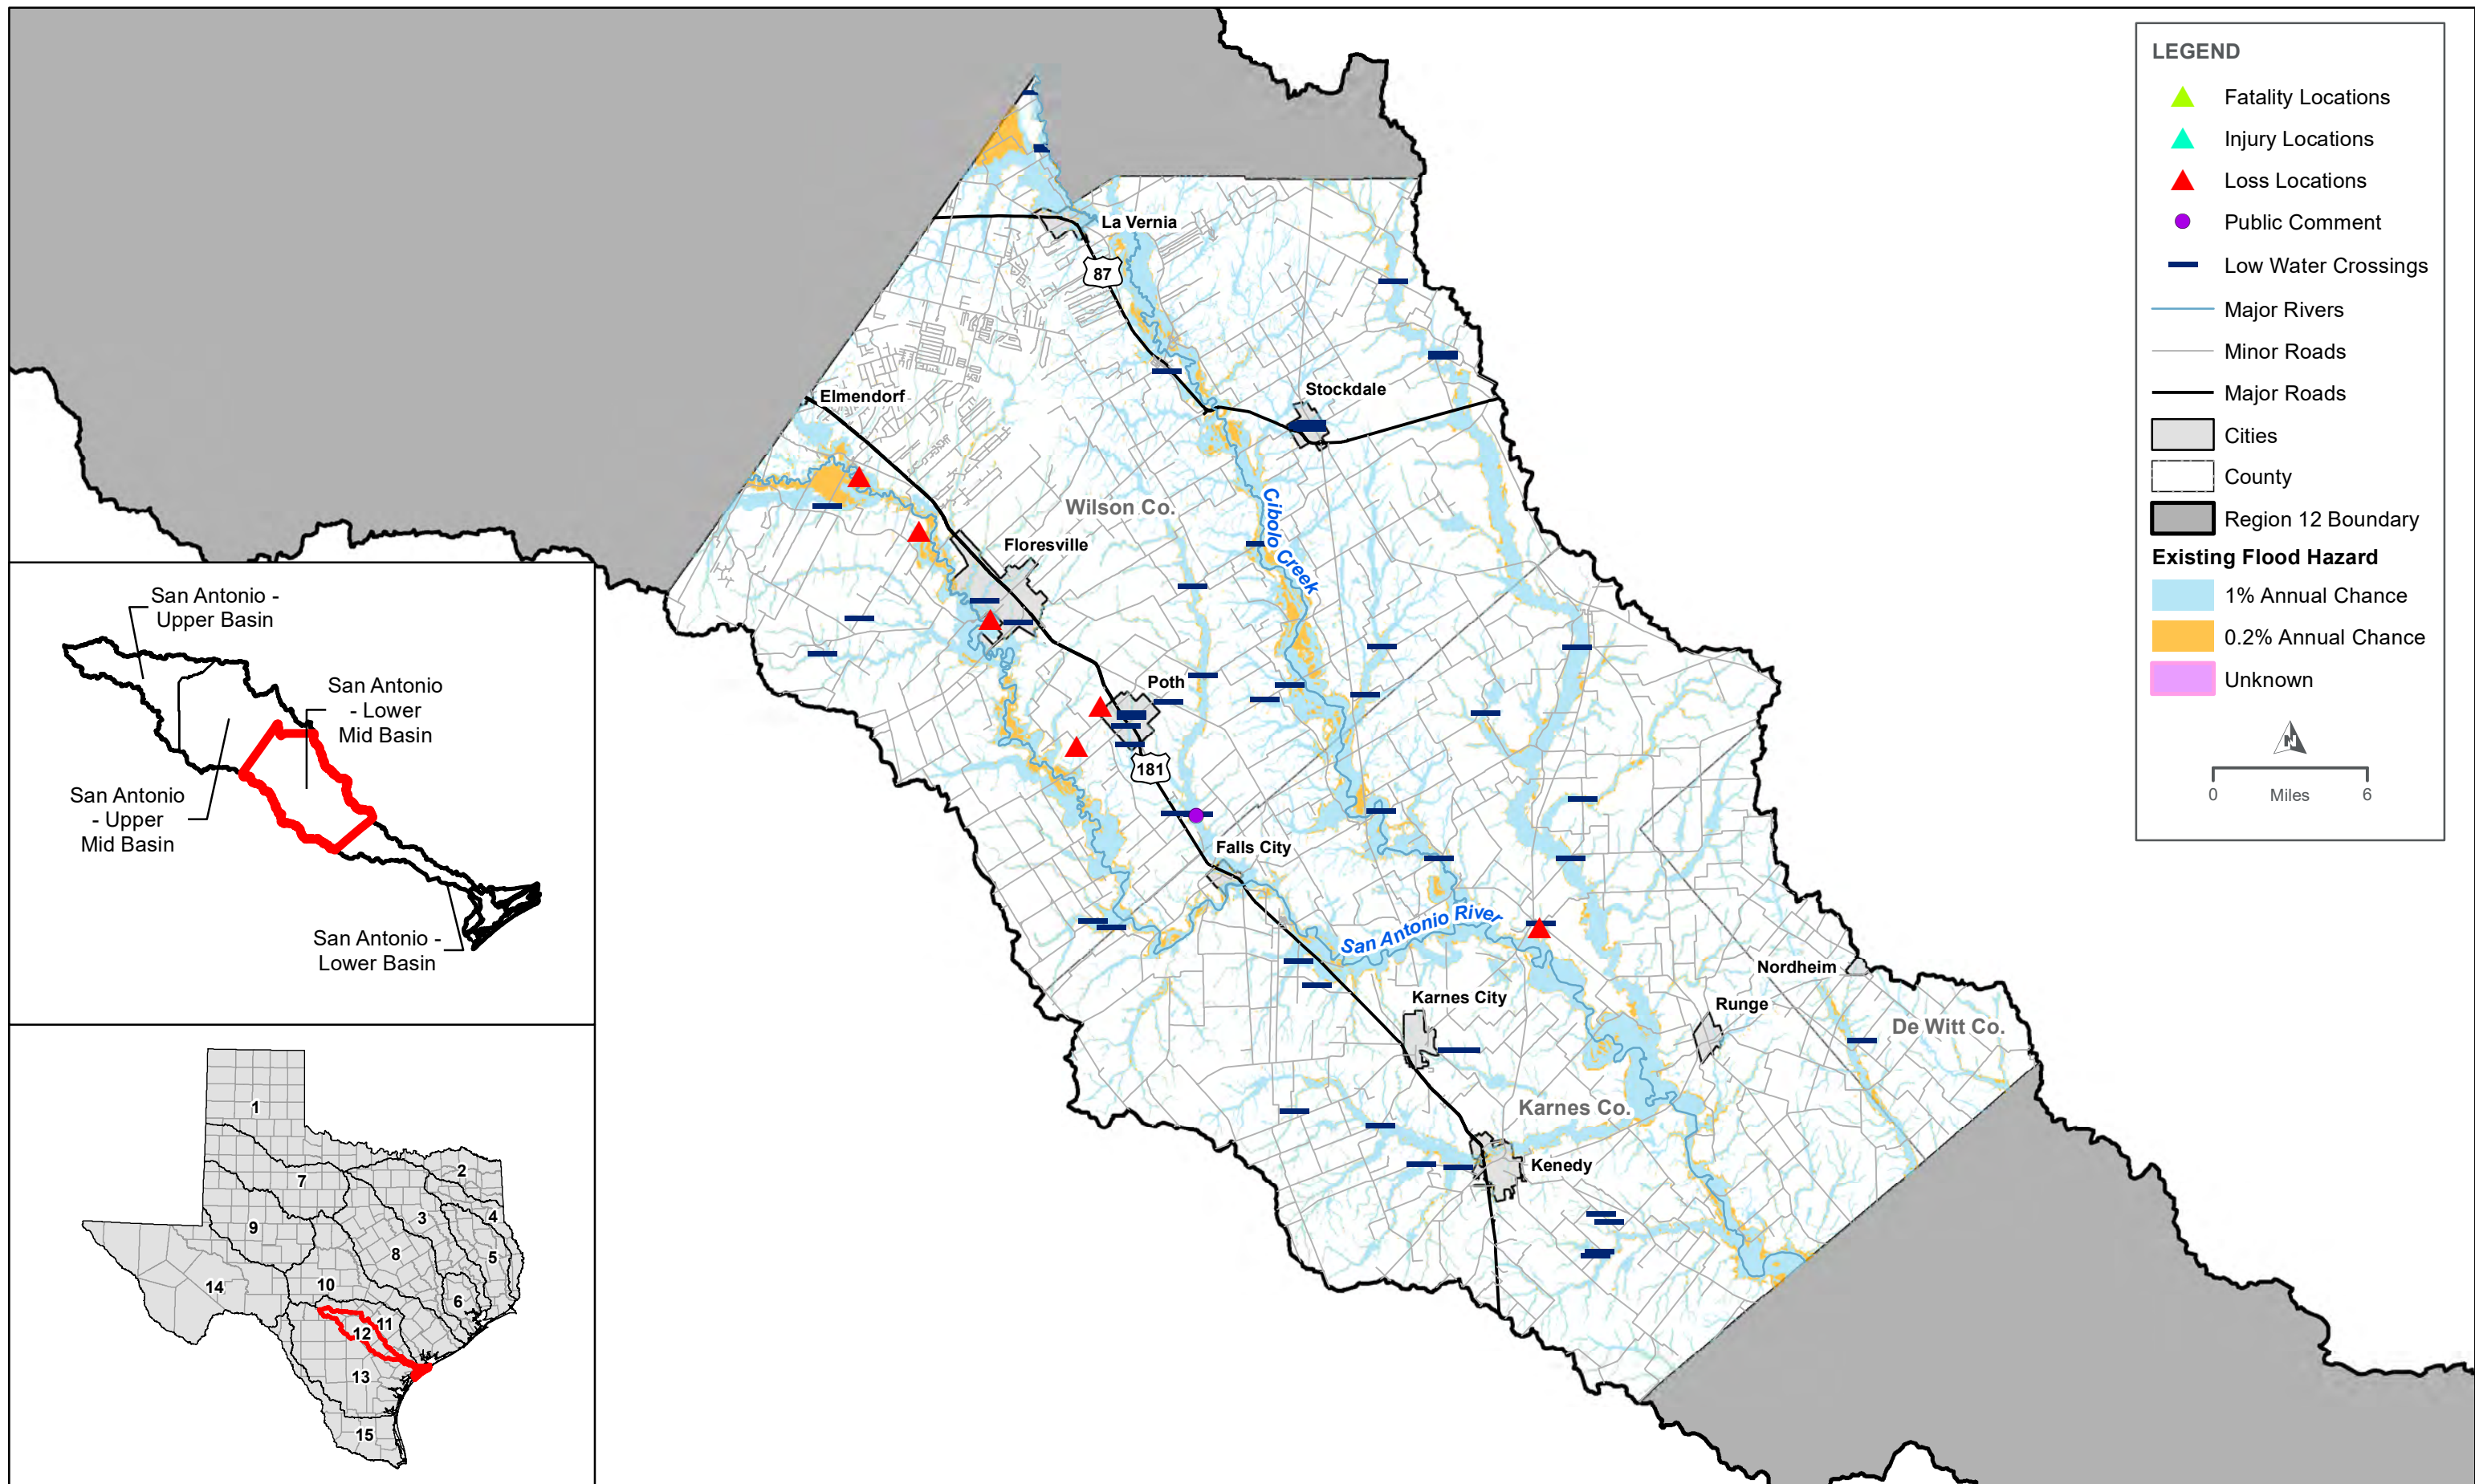 LEGEND
Fatality Locations
Injury Locations
Loss Locations
Public Comment
Low Water Crossings
Major Rivers
Minor Roads
Major Roads
Cities
County
Region 12 Boundary
Existing Flood Hazard
1% Annual Chance
0.2% Annual Chance
Unknown
N
0 Miles 6
La Vernia
87
Stockdale
Elmendorf
Wilson Co.
Cibolo Creek
Floresville
Poth
181
Falls City
San Antonio River
Nordheim
Karnes City
Runge
De Witt Co.
Karnes Co.
Kenedy
San Antonio -
Upper Basin
San Antonio
- Lower
Mid Basin
San Antonio
- Upper
Mid Basin
San Antonio -
Lower Basin
1
2
7
3
4
9
8
5
14
10
6
11
12
13
15